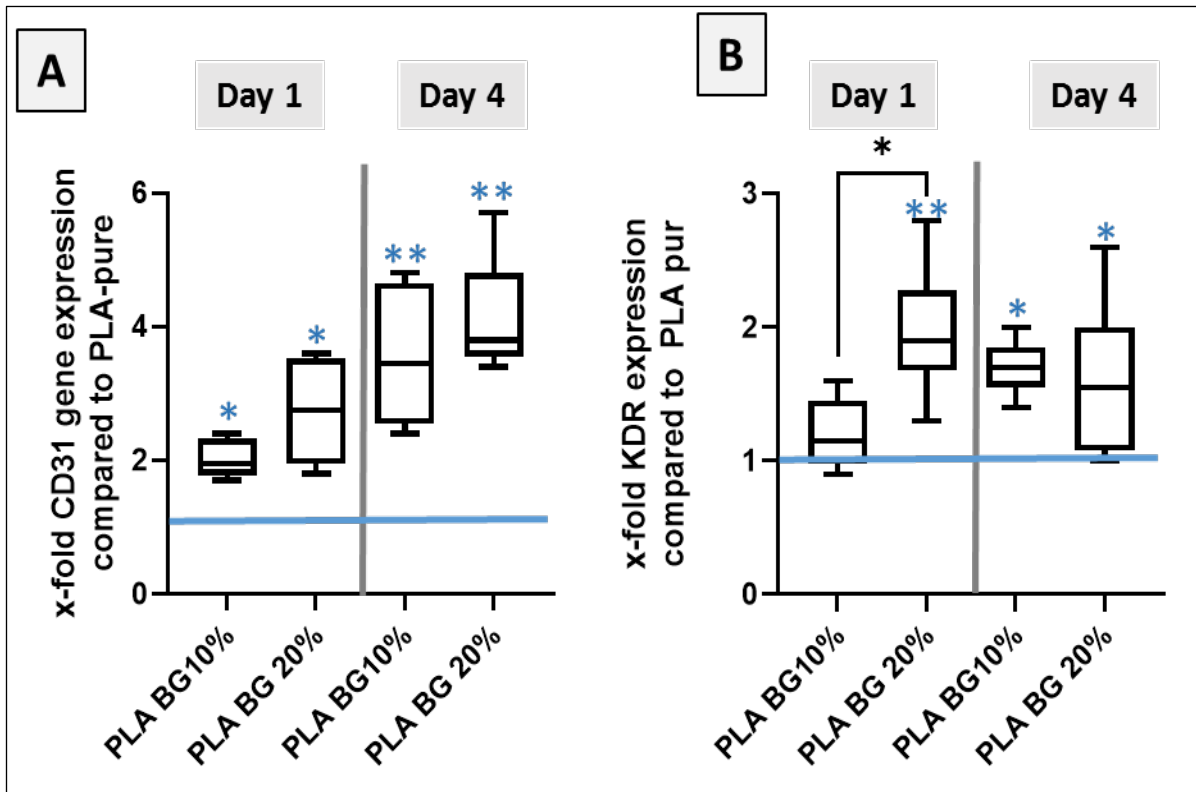 A
Day 1
Day 4
x-fold CD31 gene expression
compared to PLA-pure
6
4
2
0
*
*
**
**
PLA BG10%
PLA BG 20%
PLA BG10%
PLA BG 20%
B
Day 1
Day 4
x-fold KDR expression
compared to PLA pur
3
2
1
0
*
**
*
*
PLA BG10%
PLA BG 20%
PLA BG10%
PLA BG 20%